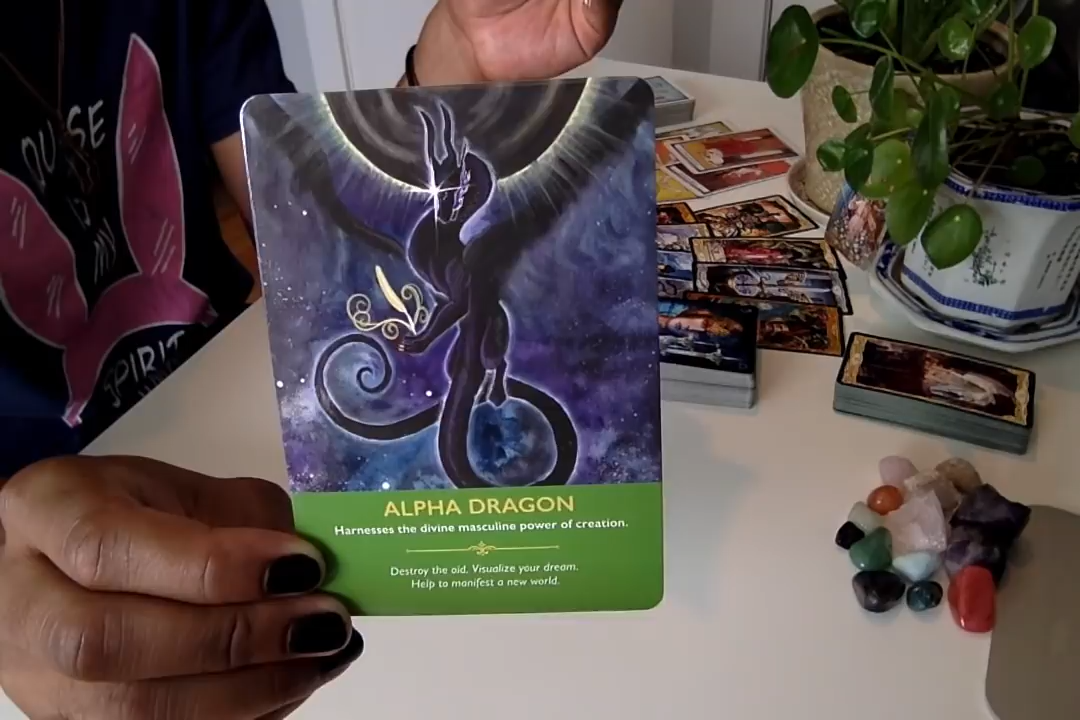 ALPHA DRAGON
Harnesses the divine masculine power of creation.
Destroy the old. Visualize your dream.
Help to manifest a new world.
SPIRIT